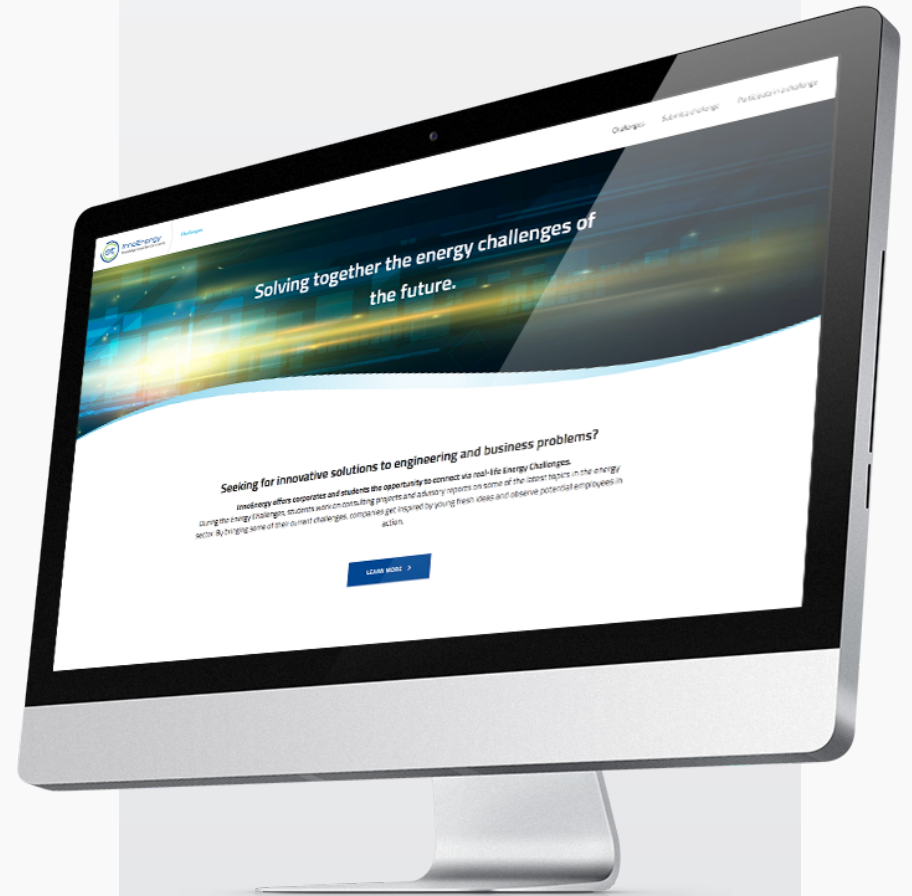 InnoEnergy
Challenges
Challenges
Submit a challenge
Participate in a challenge
Solving together the energy challenges of
the future.
Seeking for innovative solutions to engineering and business problems?
InnoEnergy offers corporates and students the opportunity to connect via real-life Energy Challenges.
During the Energy Challenges, students work on consulting projects and advisory reports on some of the latest topics in the energy
sector. By bringing some of their current challenges, companies get inspired by young fresh ideas and observe potential employees in
action.
LEARN MORE >